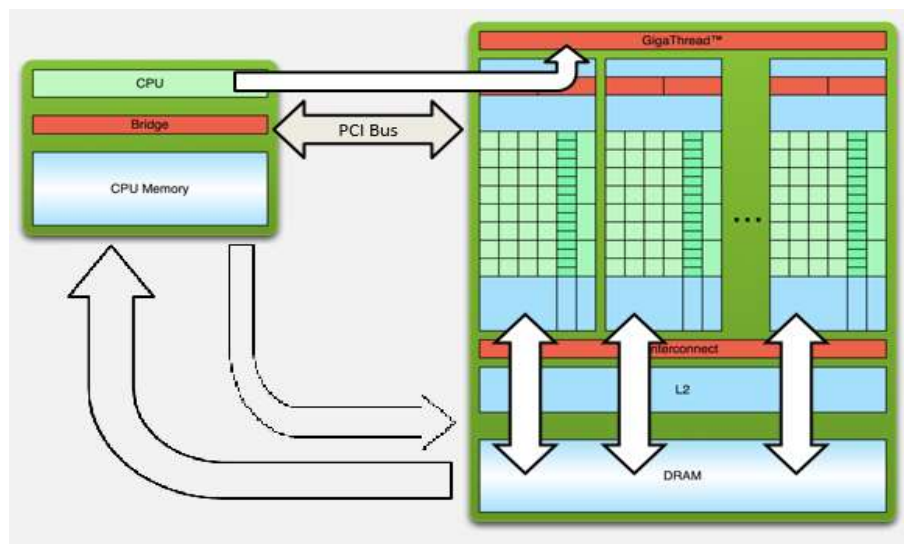 GigaThread™
CPU
Bridge
PCI Bus
CPU Memory
...
Interconnect
L2
DRAM